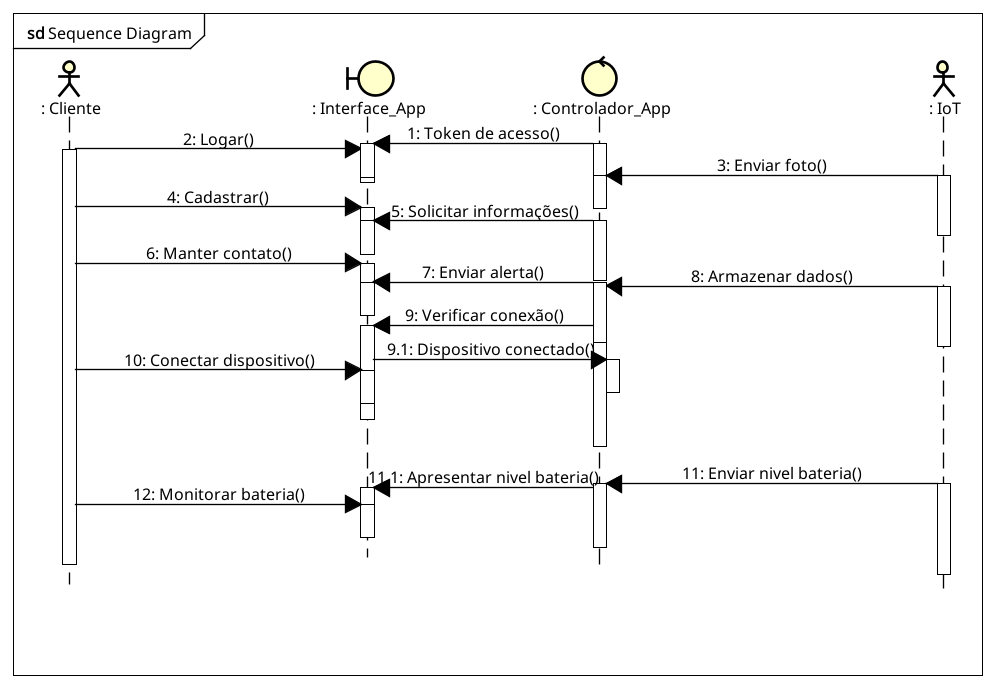 sd Sequence Diagram
: Cliente
: Interface_App
: Controlador_App
: IoT
1: Token de acesso()
2: Logar()
3: Enviar foto()
4: Cadastrar()
5: Solicitar informações()
6: Manter contato()
7: Enviar alerta()
8: Armazenar dados()
9: Verificar conexão()
9.1: Dispositivo conectado()
10: Conectar dispositivo()
11: Enviar nivel bateria()
11.1: Apresentar nivel bateria()
12: Monitorar bateria()